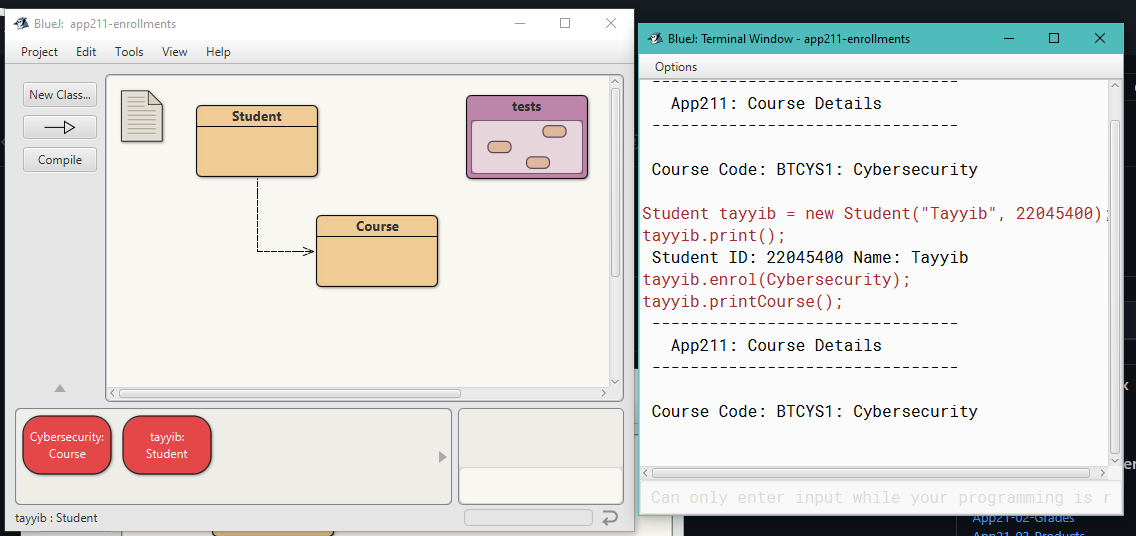 BlueJ: app211-enrollments
Project Edit Tools View Help
New Class...
Compile
Student
tests
Course
Cybersecurity:
Course
tayyib:
Student
tayyib : Student
BlueJ: Terminal Window - app211-enrollments
Options
--------------------------------
App211: Course Details
--------------------------------
Course Code: BTCYS1: Cybersecurity
Student tayyib = new Student("Tayyib", 22045400);
tayyib.print();
Student ID: 22045400 Name: Tayyib
tayyib.enrol(Cybersecurity);
tayyib.printCourse();
--------------------------------
App211: Course Details
--------------------------------
Course Code: BTCYS1: Cybersecurity
Can only enter input while your programming is r
App21-02-Grades